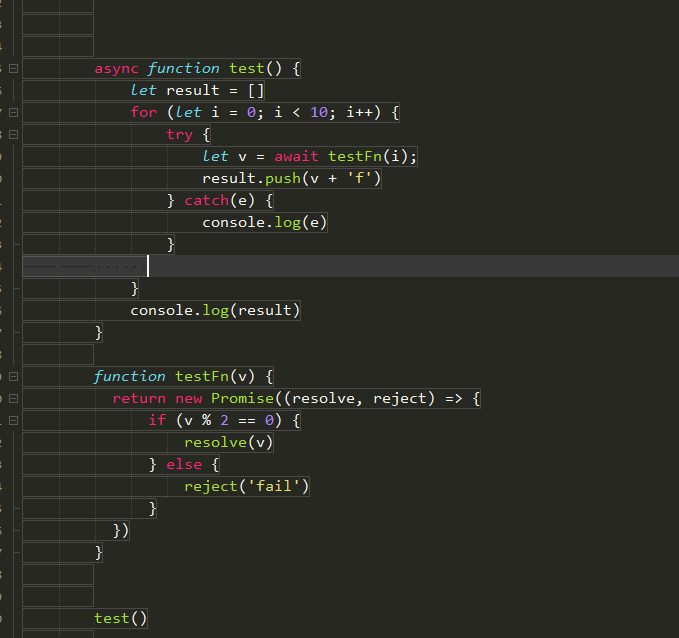 async function test() {
let result = []
for (let i = 0; i < 10; i++) {
try {
let v = await testFn(i);
result.push(v + 'f')
} catch(e) {
console.log(e)
}
}
console.log(result)
}
function testFn(v) {
return new Promise((resolve, reject) => {
if (v % 2 == 0) {
resolve(v)
} else {
reject('fail')
}
})
}
test()